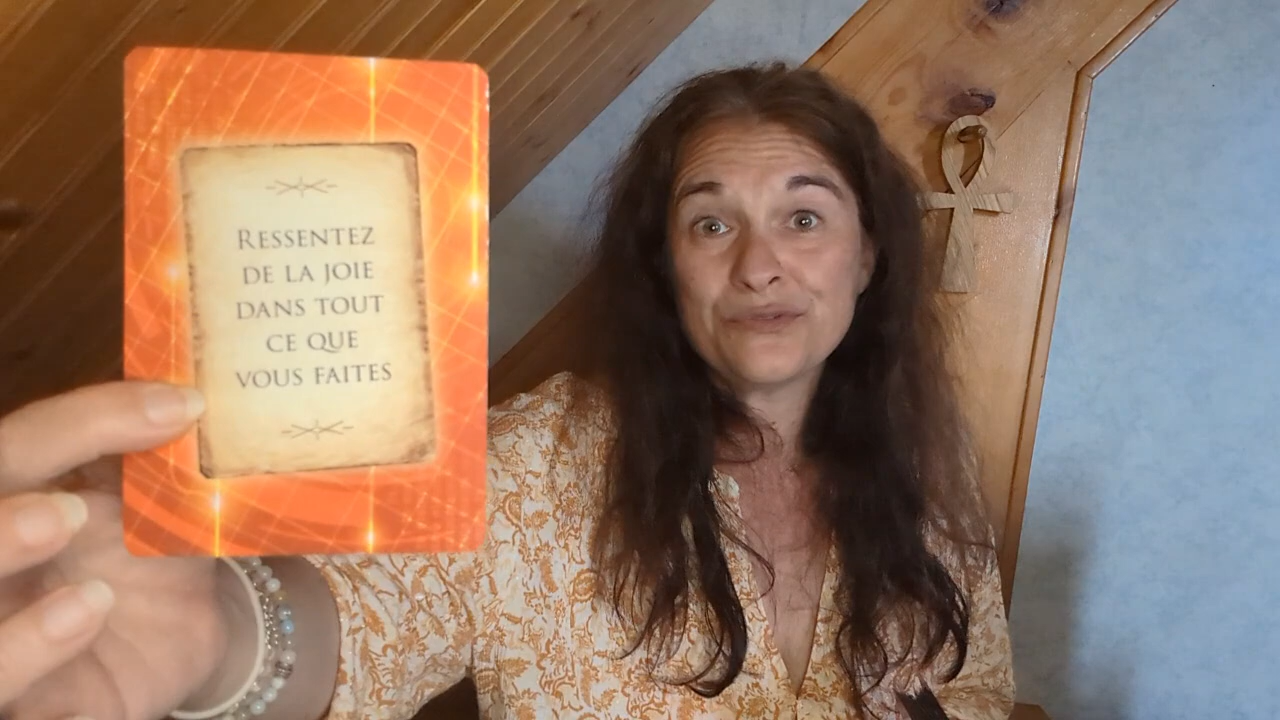 RESSENTEZ
DE LA JOIE
DANS TOUT
CE QUE
VOUS FAITES